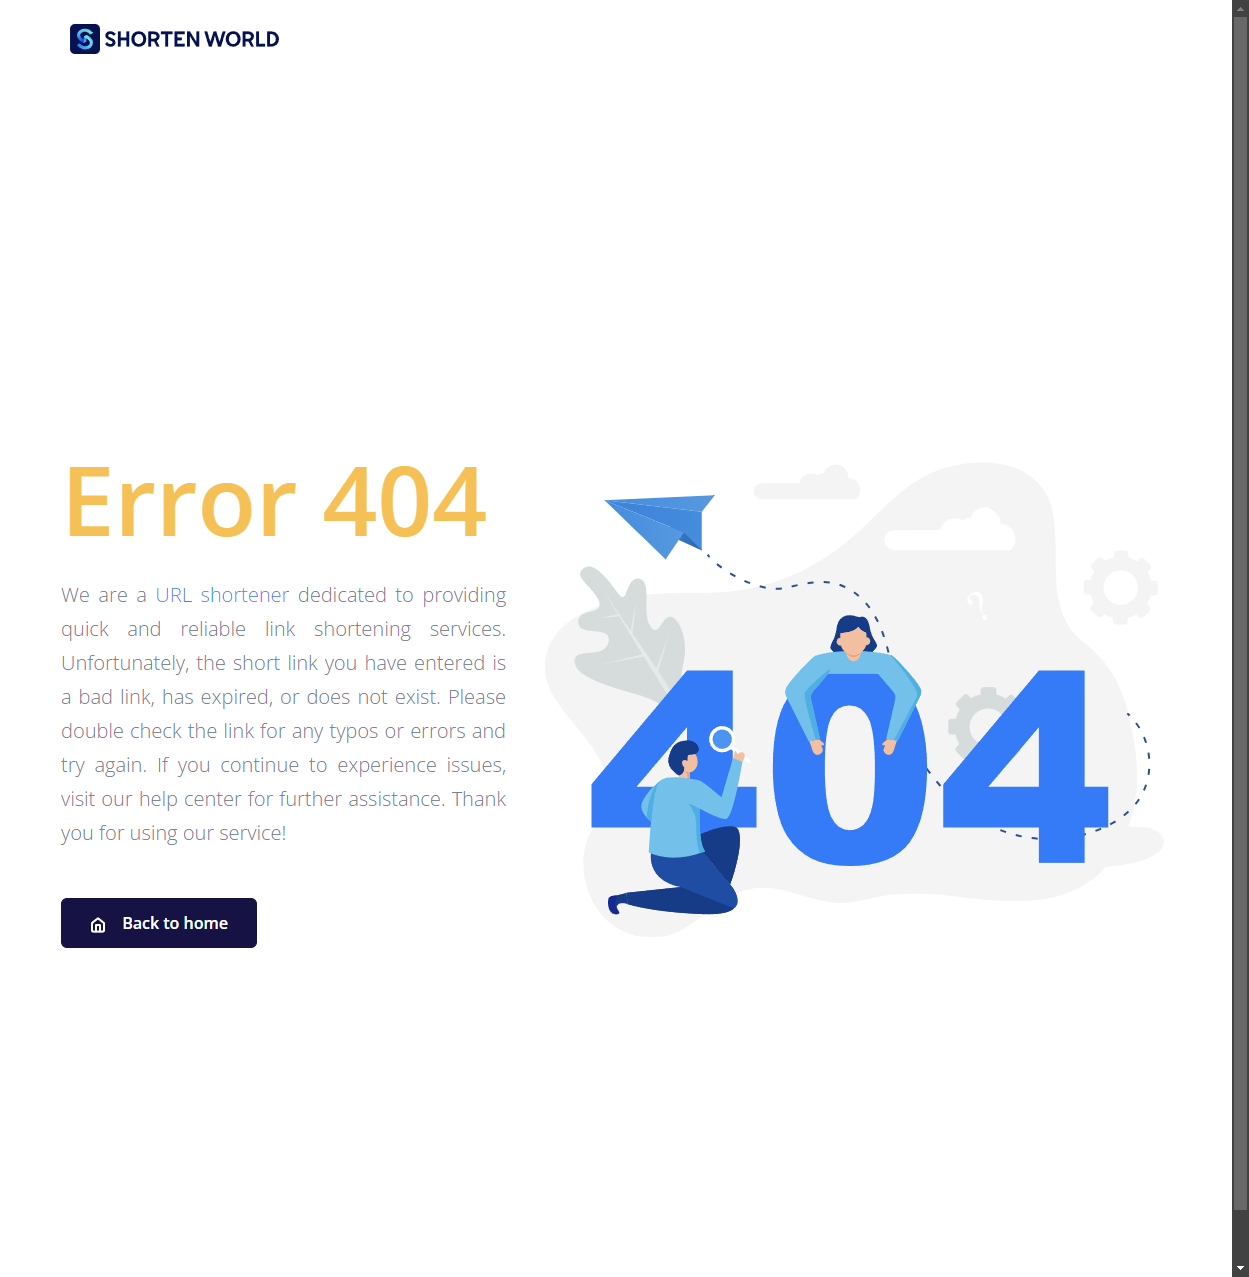 SHORTEN WORLD
Error 404
We are a URL shortener dedicated to providing
quick and reliable link shortening services.
Unfortunately, the short link you have entered is
a bad link, has expired, or does not exist. Please
double check the link for any typos or errors and
try again. If you continue to experience issues,
visit our help center for further assistance. Thank
you for using our service!
Back to home
?
404